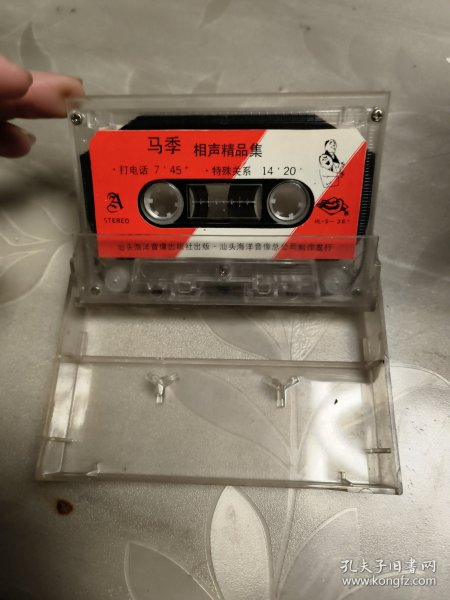 马季 相声精品集
·打电话 7'45" ·特殊关系 14'20"
A
STEREO
HL-S-38
汕头海洋音像出版社出版·汕头海洋音像总公司制作发行
孔夫子旧书网
www.kongfz.com